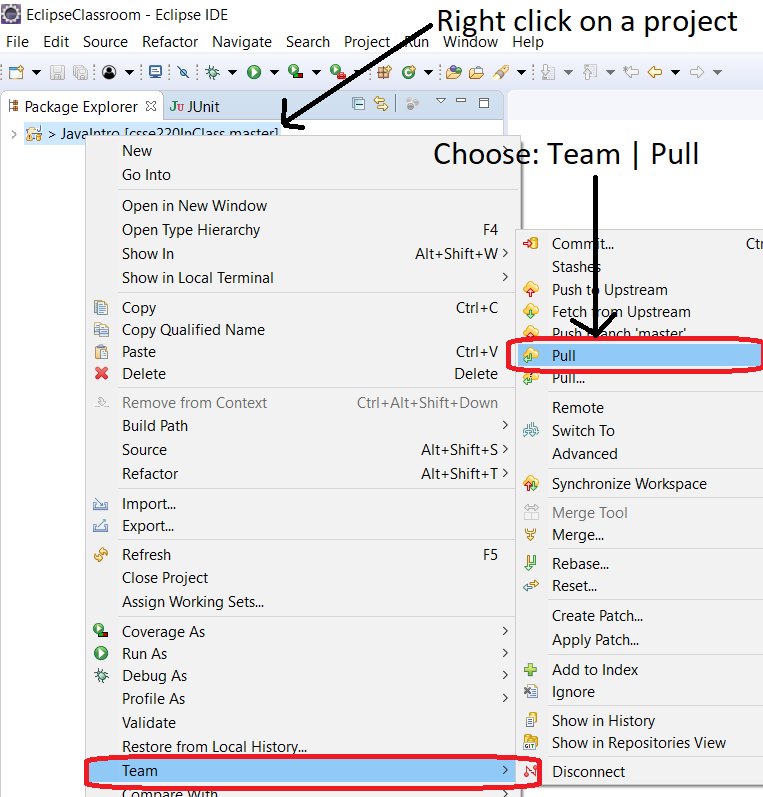 EclipseClassroom - Eclipse IDE
Right click on a project
File Edit Source Refactor Navigate Search Project Run Window Help
Package Explorer JUnit
> JavaIntro [csse220InClass master]
Choose: Team | Pull
New
Go Into
Open in New Window
Open Type Hierarchy F4
Show In Alt+Shift+W
Show in Local Terminal
Copy Ctrl+C
Copy Qualified Name
Paste Ctrl+V
Delete Delete
Remove from Context Ctrl+Alt+Shift+Down
Build Path
Source Alt+Shift+S
Refactor Alt+Shift+T
Import...
Export...
Refresh F5
Close Project
Assign Working Sets...
Coverage As
Run As
Debug As
Profile As
Validate
Restore from Local History...
Team
Compare With
Commit...
Stashes
Push to Upstream
Fetch from Upstream
Push Branch 'master'
Pull
Pull...
Remote
Switch To
Advanced
Synchronize Workspace
Merge Tool
Merge...
Rebase...
Reset...
Create Patch...
Apply Patch...
Add to Index
Ignore
Show in History
Show in Repositories View
Disconnect